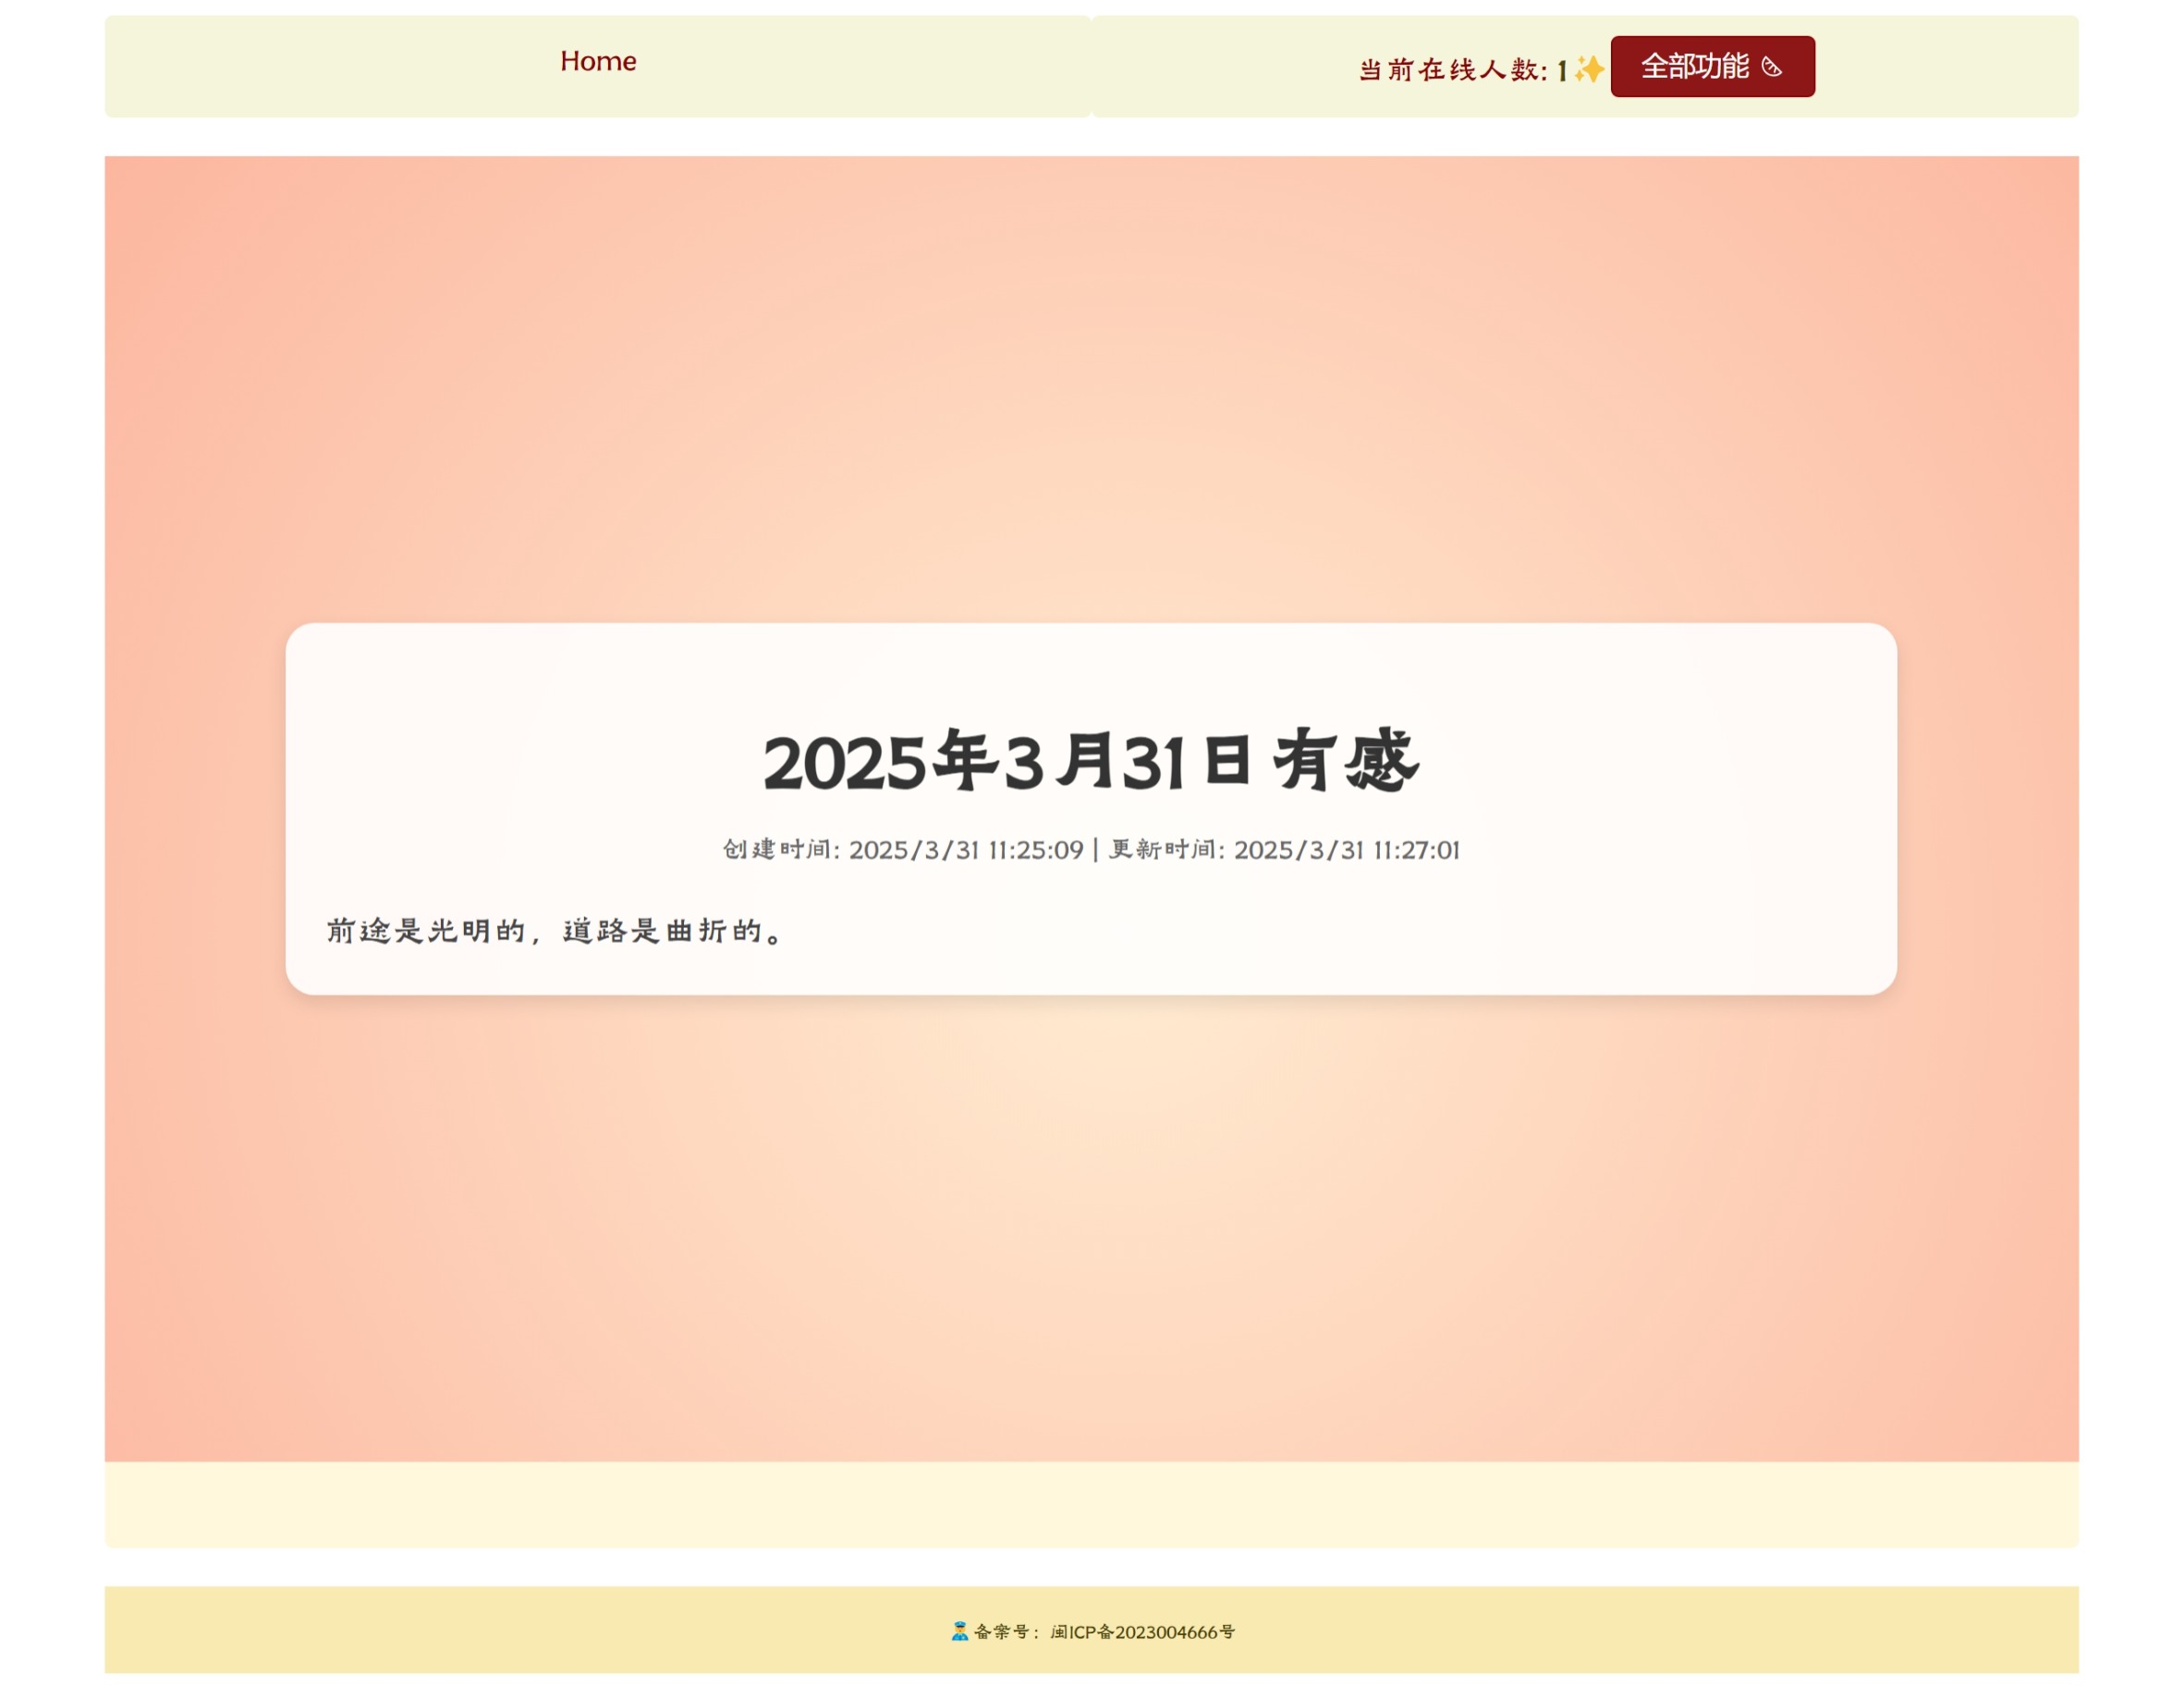 Home
当前在线人数: 1✨ 全部功能
2025年3月31日有感
创建时间: 2025/3/31 11:25:09 | 更新时间: 2025/3/31 11:27:01
前途是光明的，道路是曲折的。
备案号：闽ICP备2023004666号